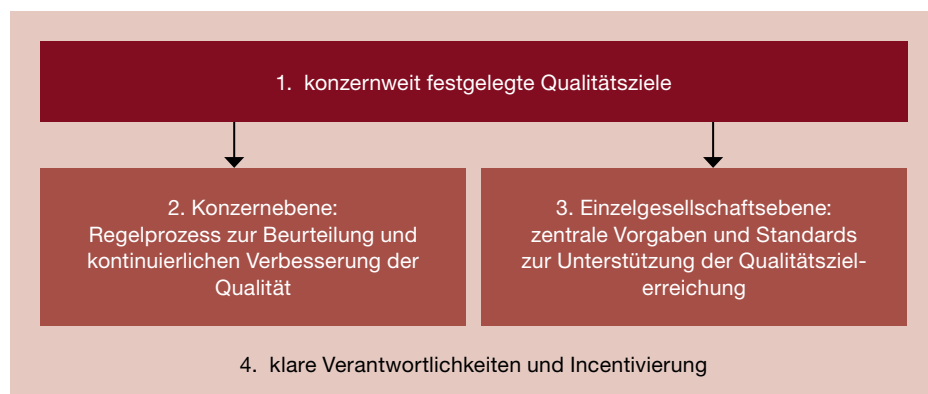 1. konzernweit festgelegte Qualitätsziele
2. Konzernebene:
Regelprozess zur Beurteilung und
kontinuierlichen Verbesserung der
Qualität
3. Einzelgesellschaftsebene:
zentrale Vorgaben und Standards
zur Unterstützung der Qualitätsziel-
erreichung
4. klare Verantwortlichkeiten und Incentivierung